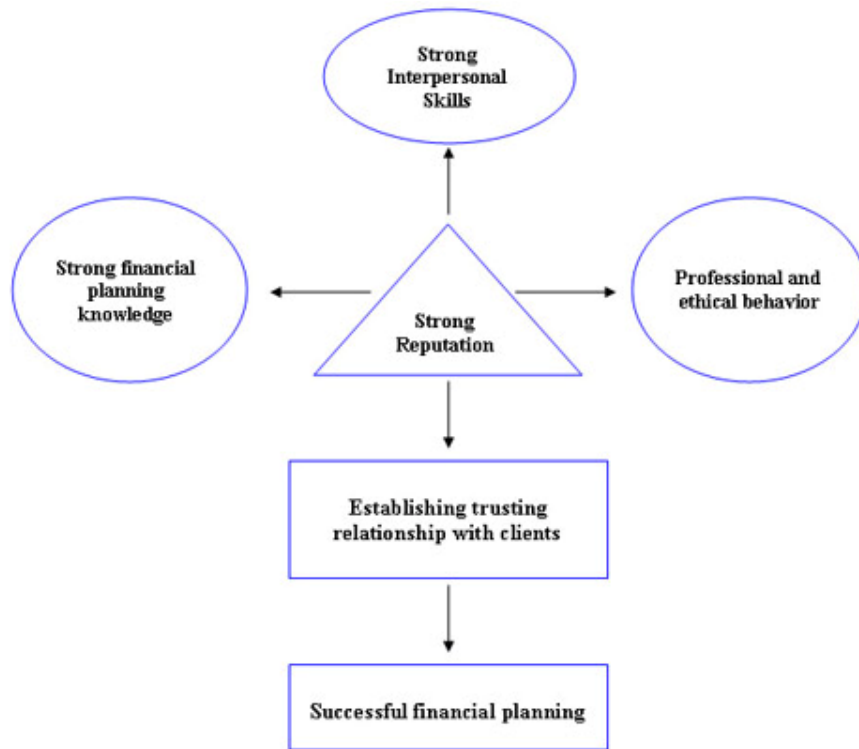 Strong
Interpersonal
Skills
Strong financial
planning
knowledge
Strong
Reputation
Professional and
ethical behavior
Establishing trusting
relationship with clients
Successful financial planning